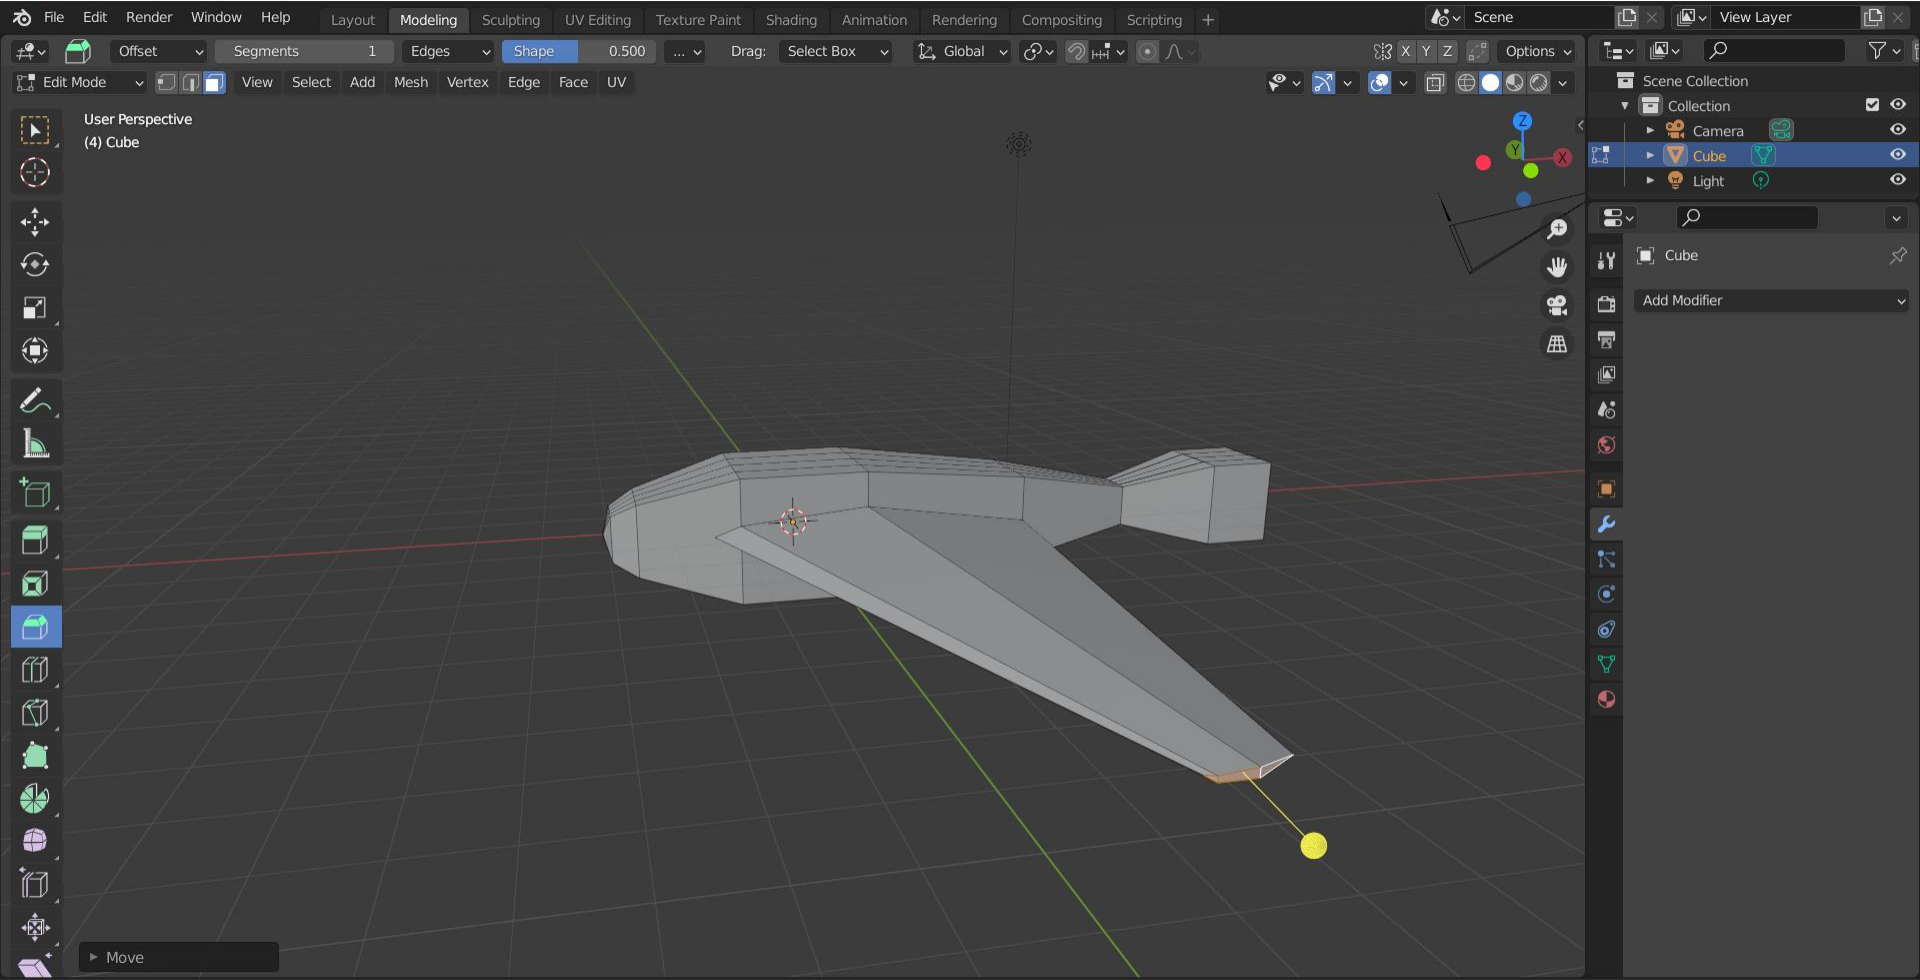 File Edit Render Window Help Layout Modeling Sculpting UV Editing Texture Paint Shading Animation Rendering Compositing Scripting + Scene View Layer
Offset Segments 1 Edges Shape 0.500 ... Drag: Select Box Global X Y Z Options
Edit Mode View Select Add Mesh Vertex Edge Face UV
Scene Collection
Collection
Camera
Cube
Light
User Perspective
(4) Cube
Z
Y
X
Cube
Add Modifier
Move